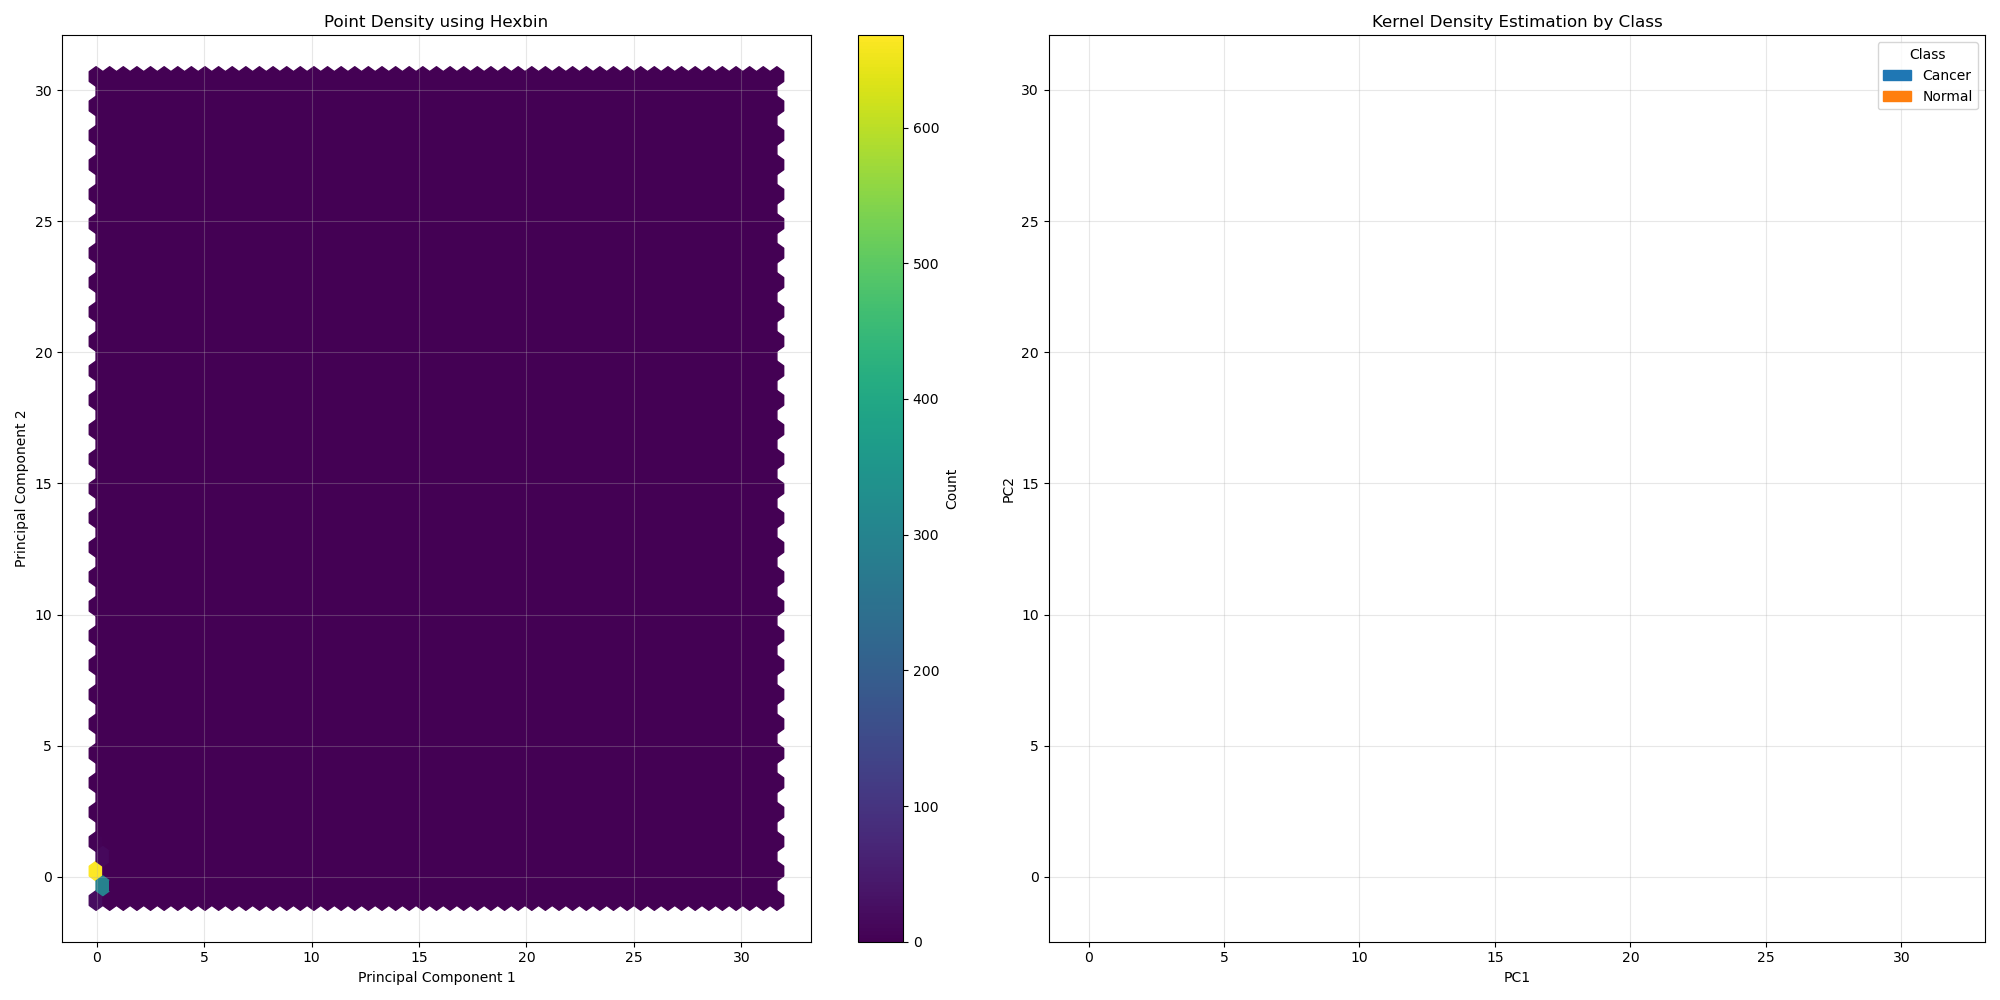 Point Density using Hexbin
30
25
20
15
10
5
0
Principal Component 2
0 5 10 15 20 25 30
Principal Component 1
600
500
400
300
200
100
0
Count
Kernel Density Estimation by Class
Class
Cancer
Normal
30
25
20
15
10
5
0
PC2
0 5 10 15 20 25 30
PC1